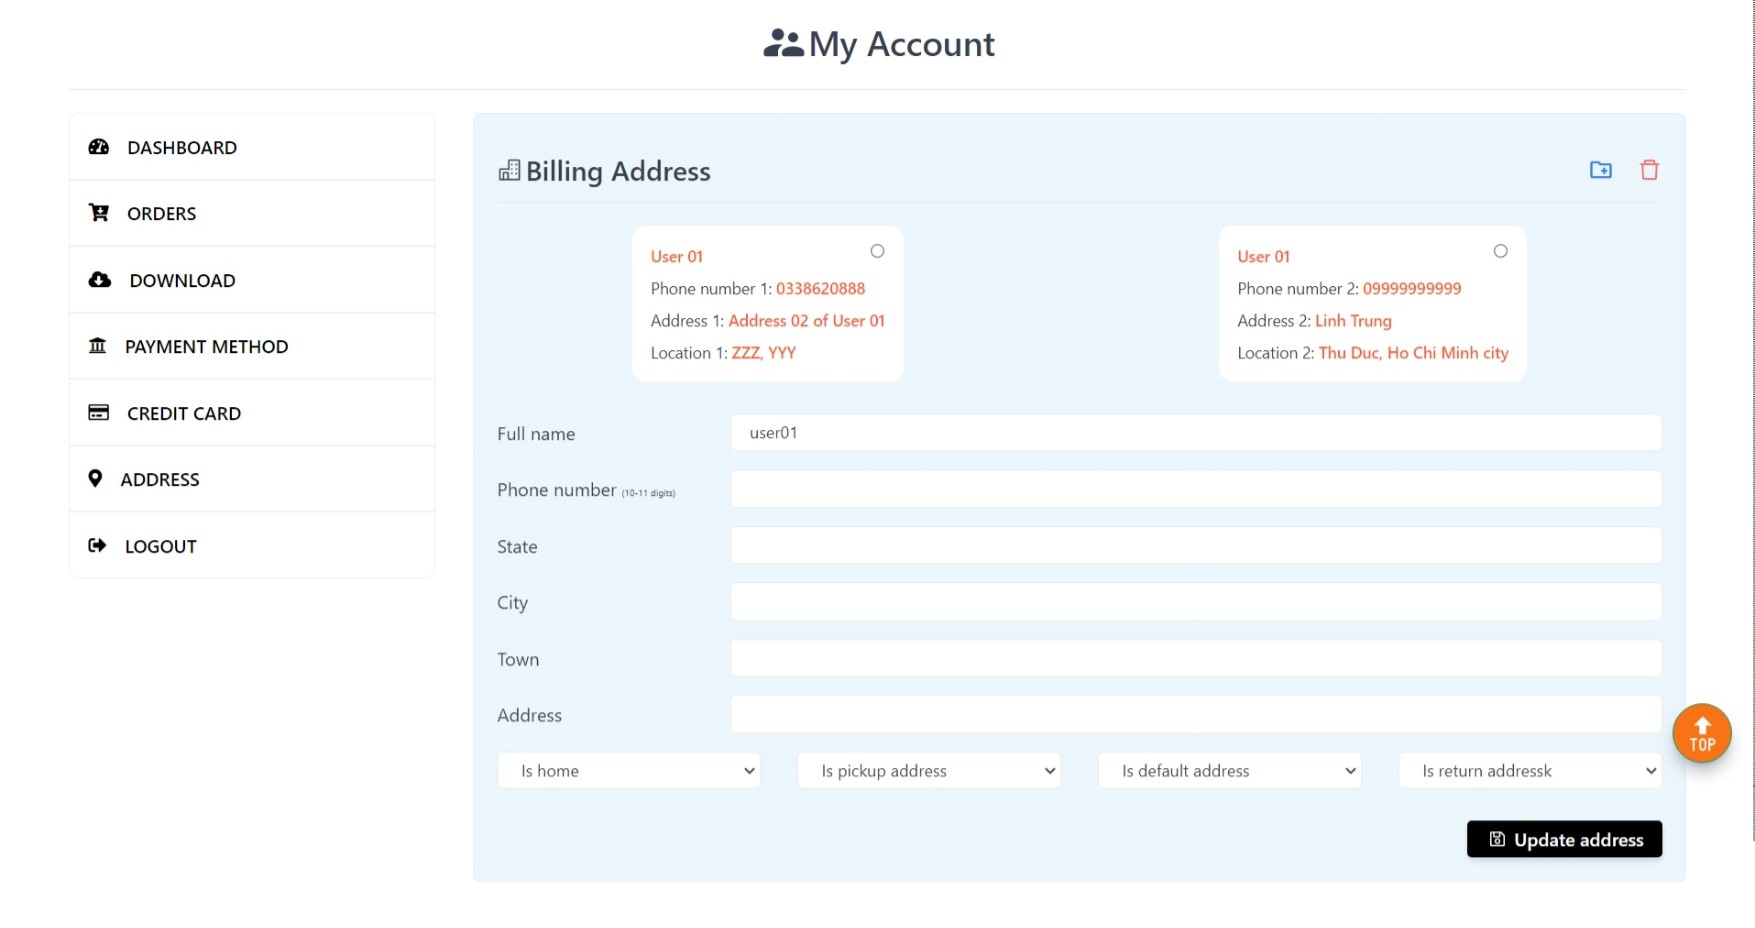 My Account
DASHBOARD
ORDERS
DOWNLOAD
PAYMENT METHOD
CREDIT CARD
ADDRESS
LOGOUT
Billing Address
User 01
Phone number 1: 0338620888
Address 1: Address 02 of User 01
Location 1: ZZZ, YYY
User 01
Phone number 2: 09999999999
Address 2: Linh Trung
Location 2: Thu Duc, Ho Chi Minh city
Full name
user01
Phone number (10-11 digits)
State
City
Town
Address
Is home
Is pickup address
Is default address
Is return addressk
Update address
TOP